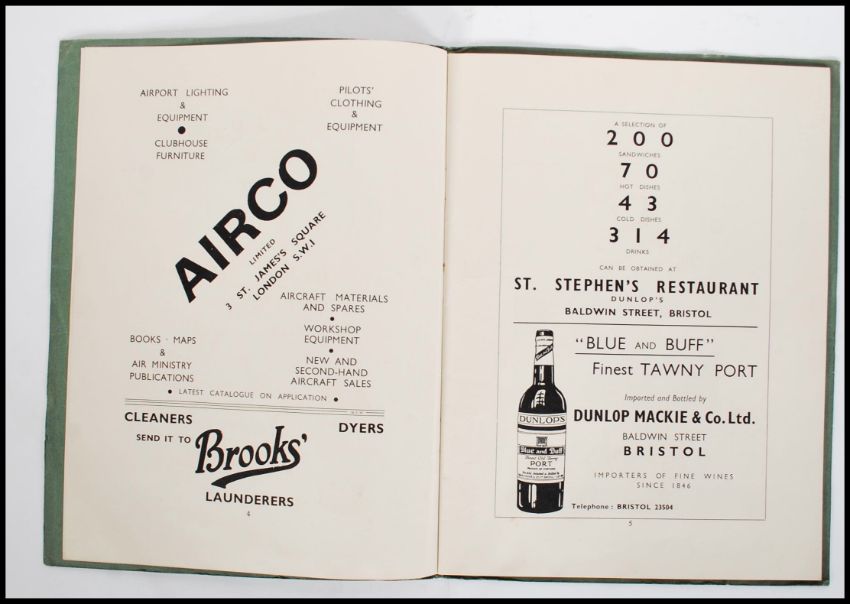 AIRPORT LIGHTING
&
EQUIPMENT
•
CLUBHOUSE
FURNITURE
PILOTS'
CLOTHING
&
EQUIPMENT
AIRCO
LIMITED
3 ST. JAMES'S SQUARE
LONDON S.W.1
AIRCRAFT MATERIALS
AND SPARES
•
WORKSHOP
EQUIPMENT
•
NEW AND
SECOND-HAND
AIRCRAFT SALES
BOOKS · MAPS
&
AIR MINISTRY
PUBLICATIONS
• LATEST CATALOGUE ON APPLICATION •
CLEANERS
DYERS
SEND IT TO
Brooks'
LAUNDERERS
4
A SELECTION OF
200
SANDWICHES
70
HOT DISHES
43
COLD DISHES
314
DRINKS
CAN BE OBTAINED AT
ST. STEPHEN'S RESTAURANT
DUNLOP'S
BALDWIN STREET, BRISTOL
"BLUE AND BUFF"
Finest TAWNY PORT
Imported and Bottled by
DUNLOP MACKIE & Co. Ltd.
BALDWIN STREET
BRISTOL
IMPORTERS OF FINE WINES
SINCE 1846
Telephone: BRISTOL 23504
DUNLOPS
Blue and Buff
Finest Old Tawny
PORT
5